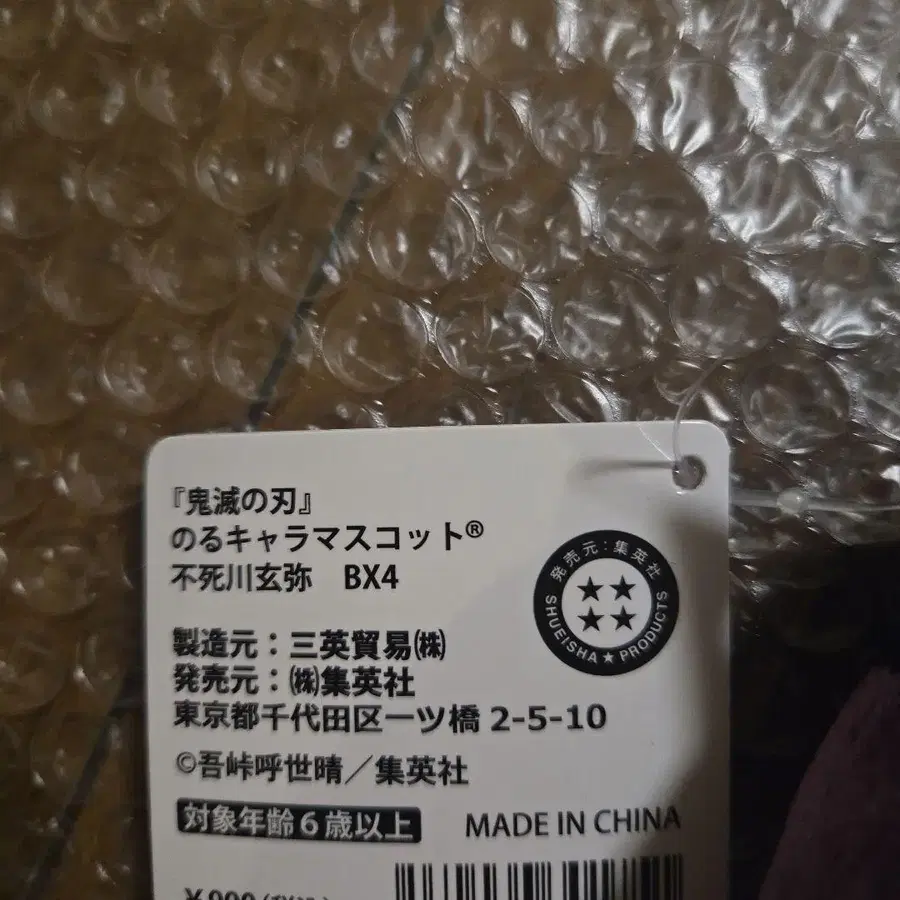 『鬼滅の刃』
のるキャラマスコット®
不死川玄弥 BX4
製造元：三英貿易㈱
発売元：㈱集英社
東京都千代田区一ツ橋 2-5-10
©吾峠呼世晴／集英社
対象年齢6歳以上
MADE IN CHINA
発売元：集英社
SHUEISHA★PRODUCTS